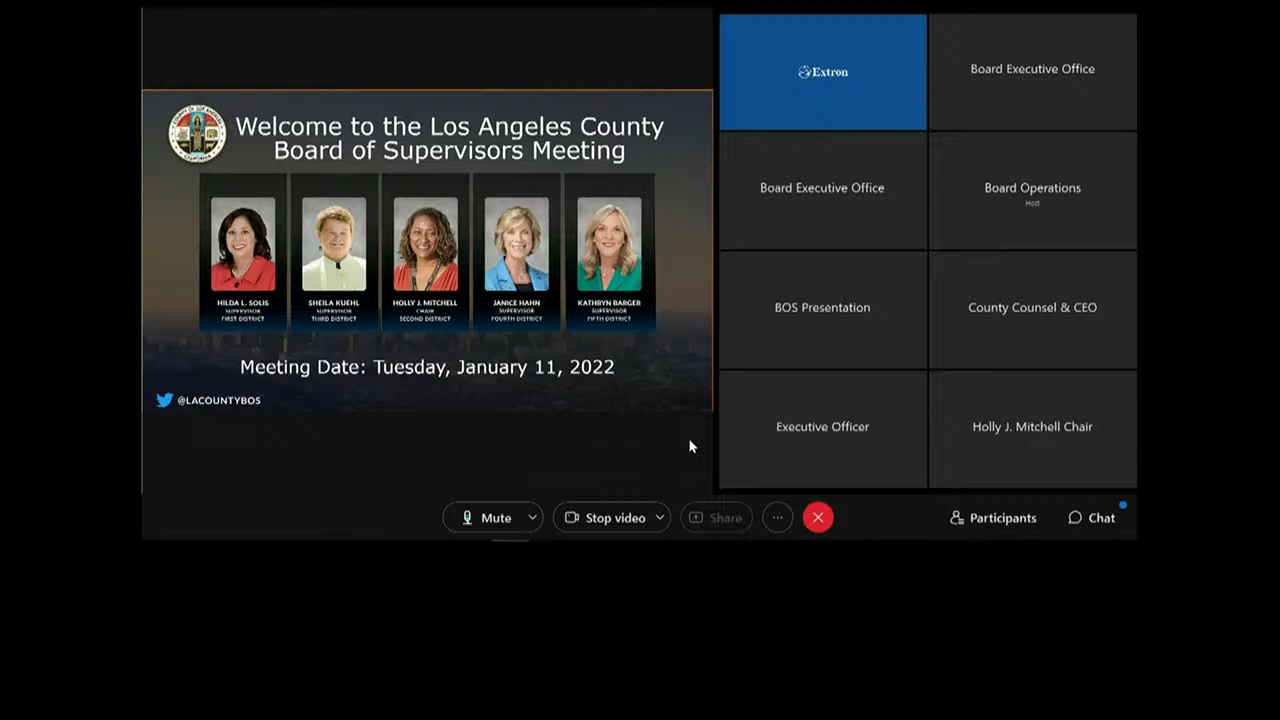 Welcome to the Los Angeles County
Board of Supervisors Meeting
HILDA L. SOLIS
SUPERVISOR
FIRST DISTRICT
SHEILA KUEHL
SUPERVISOR
THIRD DISTRICT
HOLLY J. MITCHELL
CHAIR
SECOND DISTRICT
JANICE HAHN
SUPERVISOR
FOURTH DISTRICT
KATHRYN BARGER
SUPERVISOR
FIFTH DISTRICT
Meeting Date: Tuesday, January 11, 2022
@LACOUNTYBOS
Extron
Board Executive Office
Board Executive Office
Board Operations
Host
BOS Presentation
County Counsel & CEO
Executive Officer
Holly J. Mitchell Chair
Mute
Stop video
Share
Participants
Chat